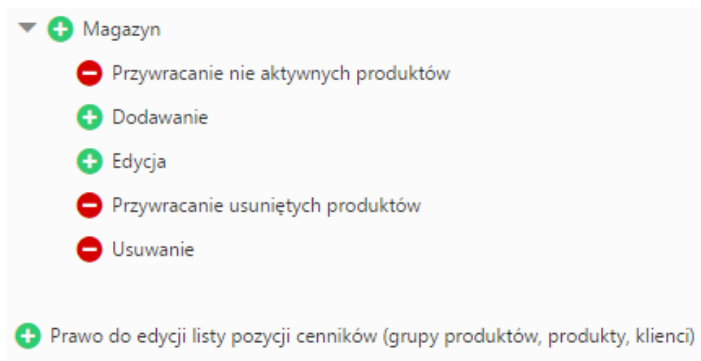 Magazyn
Przywracanie nie aktywnych produktów
Dodawanie
Edycja
Przywracanie usuniętych produktów
Usuwanie
Prawo do edycji listy pozycji cenników (grupy produktów, produkty, klienci)